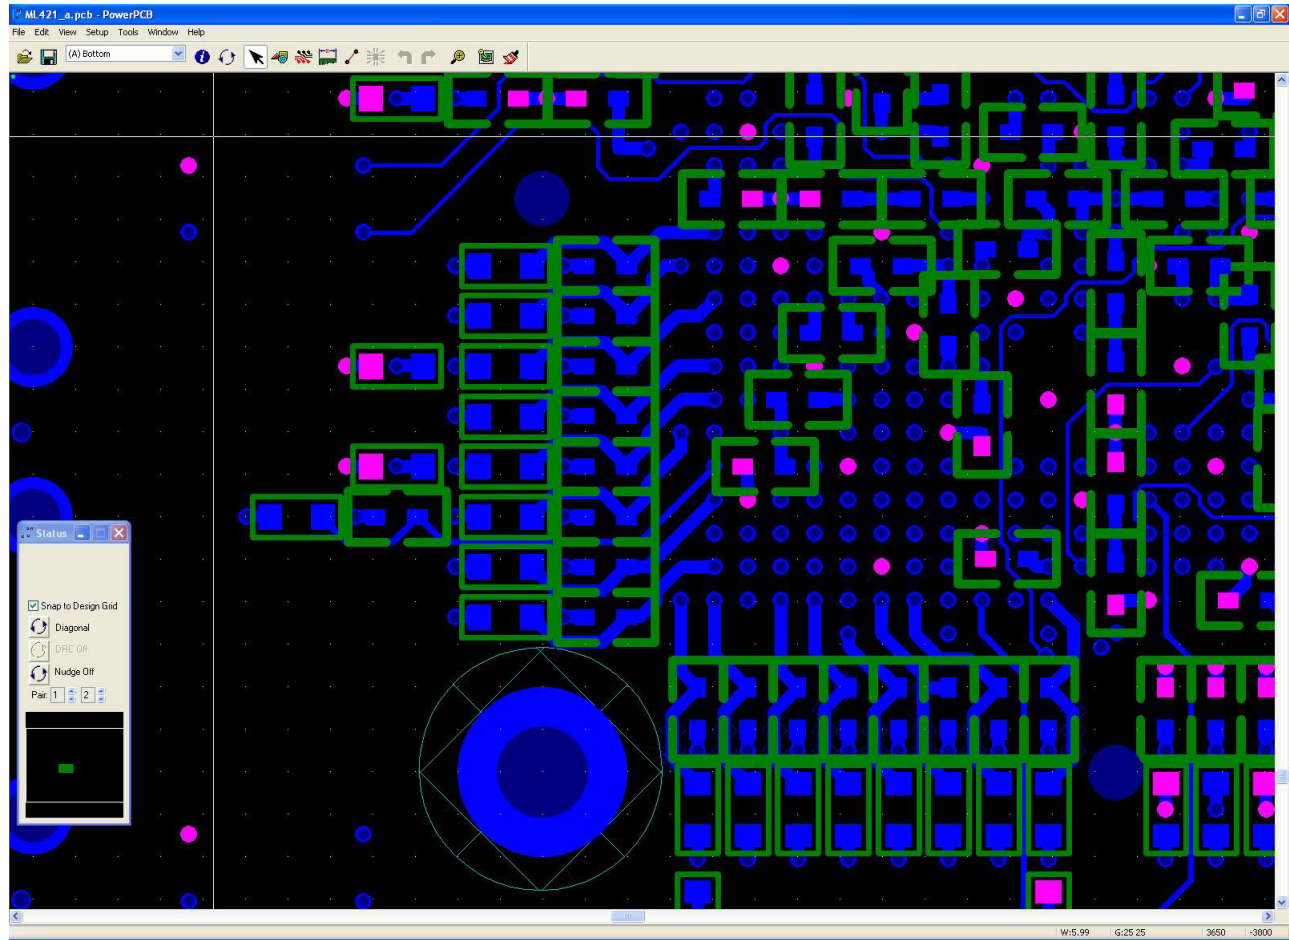 ML421_a.pcb - PowerPCB
File Edit View Setup Tools Window Help
(A) Bottom
Status
Snap to Design Grid
Diagonal
DRC Off
Nudge Off
Pair: 1 2
W:5.99 G:25 25 3650 -3800